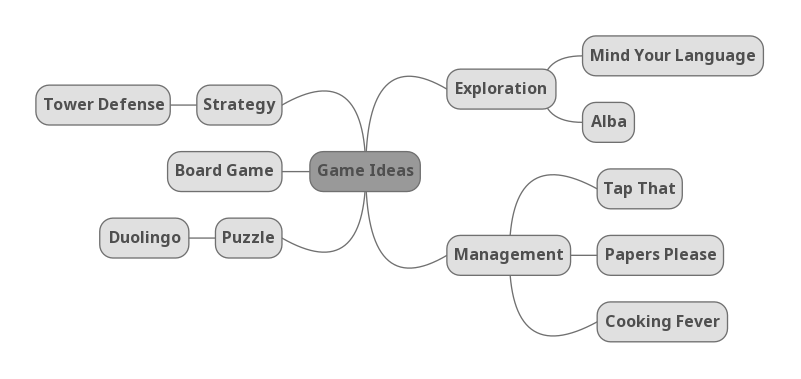 Game Ideas
Strategy
Tower Defense
Board Game
Puzzle
Duolingo
Exploration
Mind Your Language
Alba
Management
Tap That
Papers Please
Cooking Fever